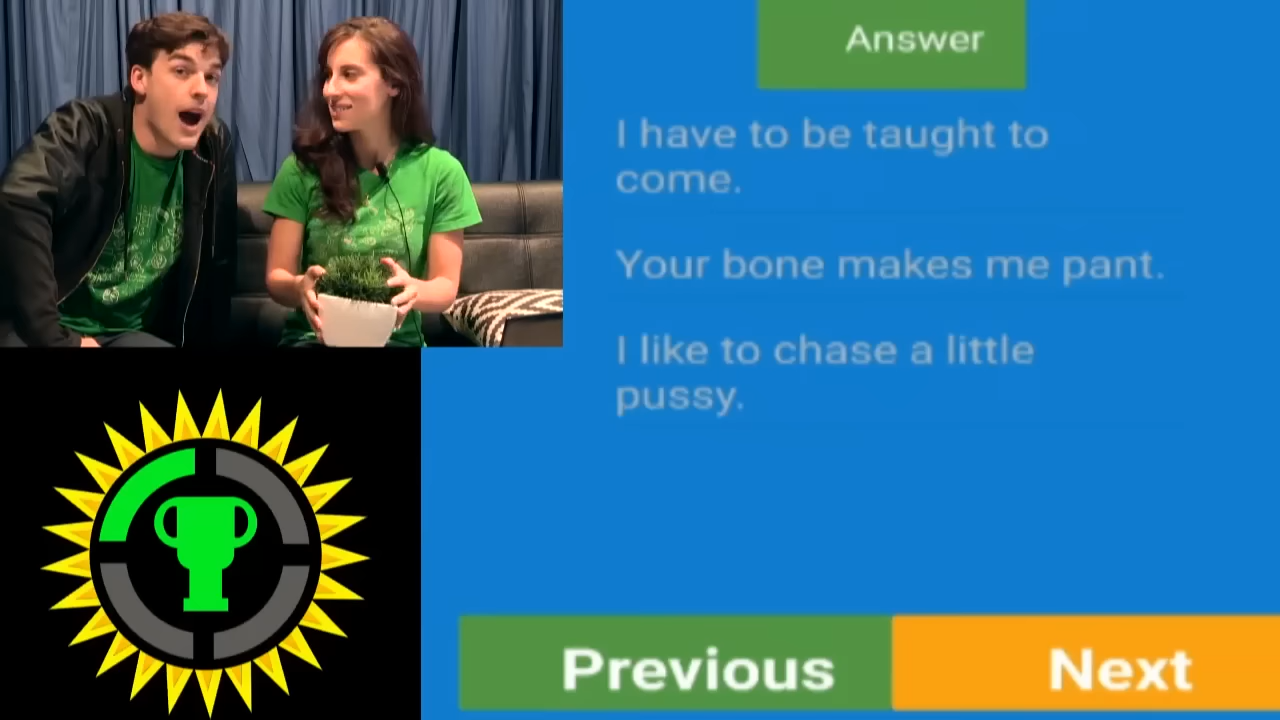 Answer
I have to be taught to
come.
Your bone makes me pant.
I like to chase a little
pussy.
Previous
Next